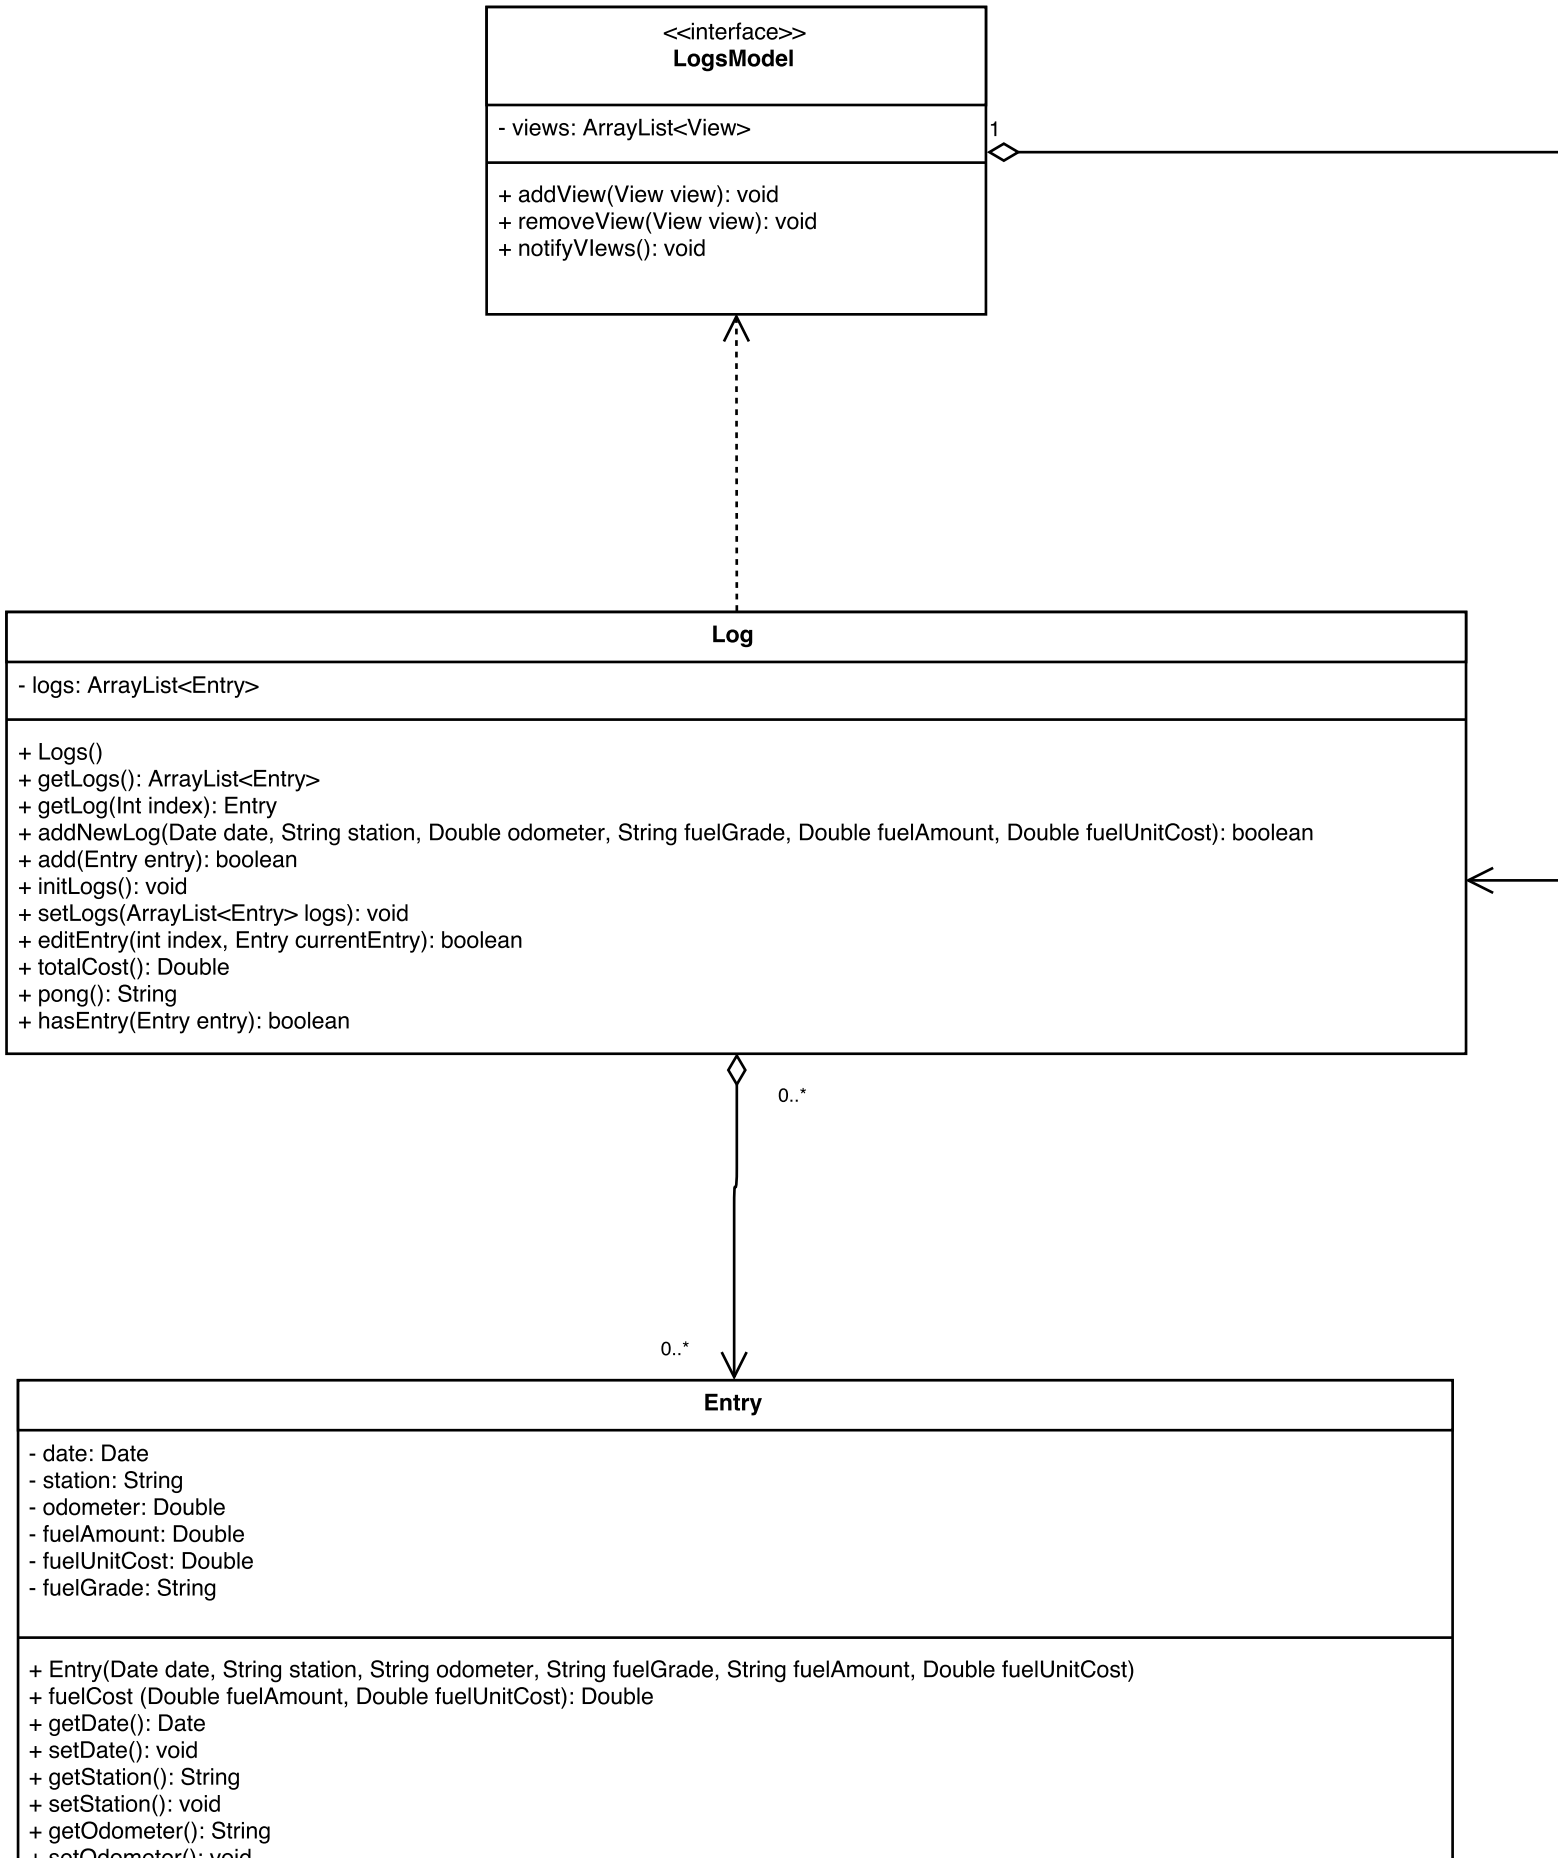 <<interface>>
LogsModel
- views: ArrayList<View>
1
+ addView(View view): void
+ removeView(View view): void
+ notifyVIews(): void
Log
- logs: ArrayList<Entry>
+ Logs()
+ getLogs(): ArrayList<Entry>
+ getLog(Int index): Entry
+ addNewLog(Date date, String station, Double odometer, String fuelGrade, Double fuelAmount, Double fuelUnitCost): boolean
+ add(Entry entry): boolean
+ initLogs(): void
+ setLogs(ArrayList<Entry> logs): void
+ editEntry(int index, Entry currentEntry): boolean
+ totalCost(): Double
+ pong(): String
+ hasEntry(Entry entry): boolean
0..*
0..*
Entry
- date: Date
- station: String
- odometer: Double
- fuelAmount: Double
- fuelUnitCost: Double
- fuelGrade: String
+ Entry(Date date, String station, String odometer, String fuelGrade, String fuelAmount, Double fuelUnitCost)
+ fuelCost (Double fuelAmount, Double fuelUnitCost): Double
+ getDate(): Date
+ setDate(): void
+ getStation(): String
+ setStation(): void
+ getOdometer(): String
+ setOdometer(): void